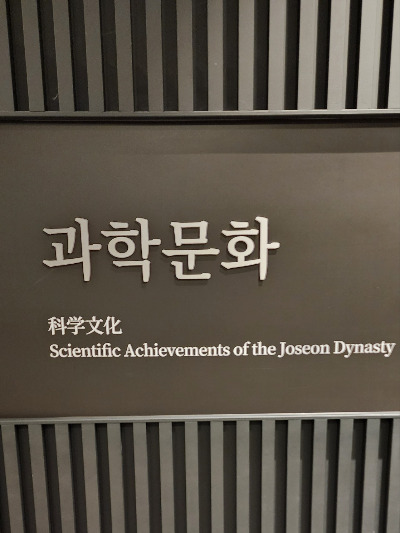 과학문화
科学文化
Scientific Achievements of the Joseon Dynasty